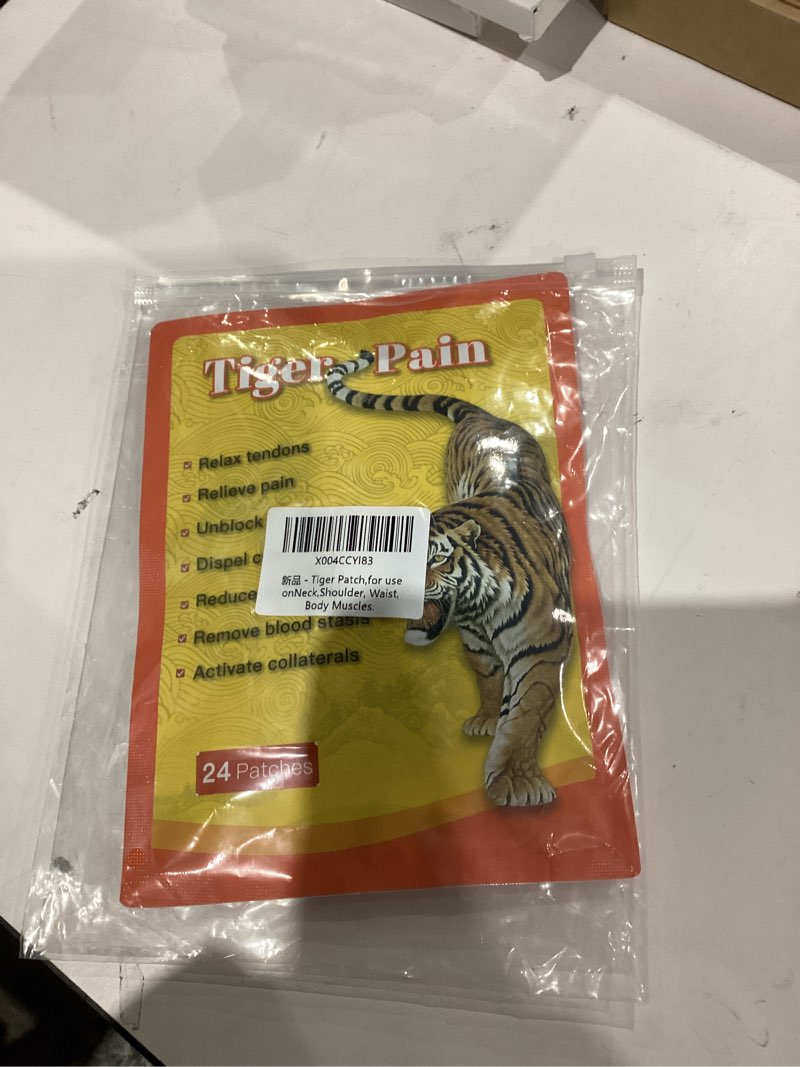 Tiger Pain
Relax tendons
Relieve pain
Unblock
Dispel
Reduce
Remove blood stasis
Activate collaterals
X004CCYI83
新品 - Tiger Patch,for use
onNeck,Shoulder, Waist,
Body Muscles.
24 Patches